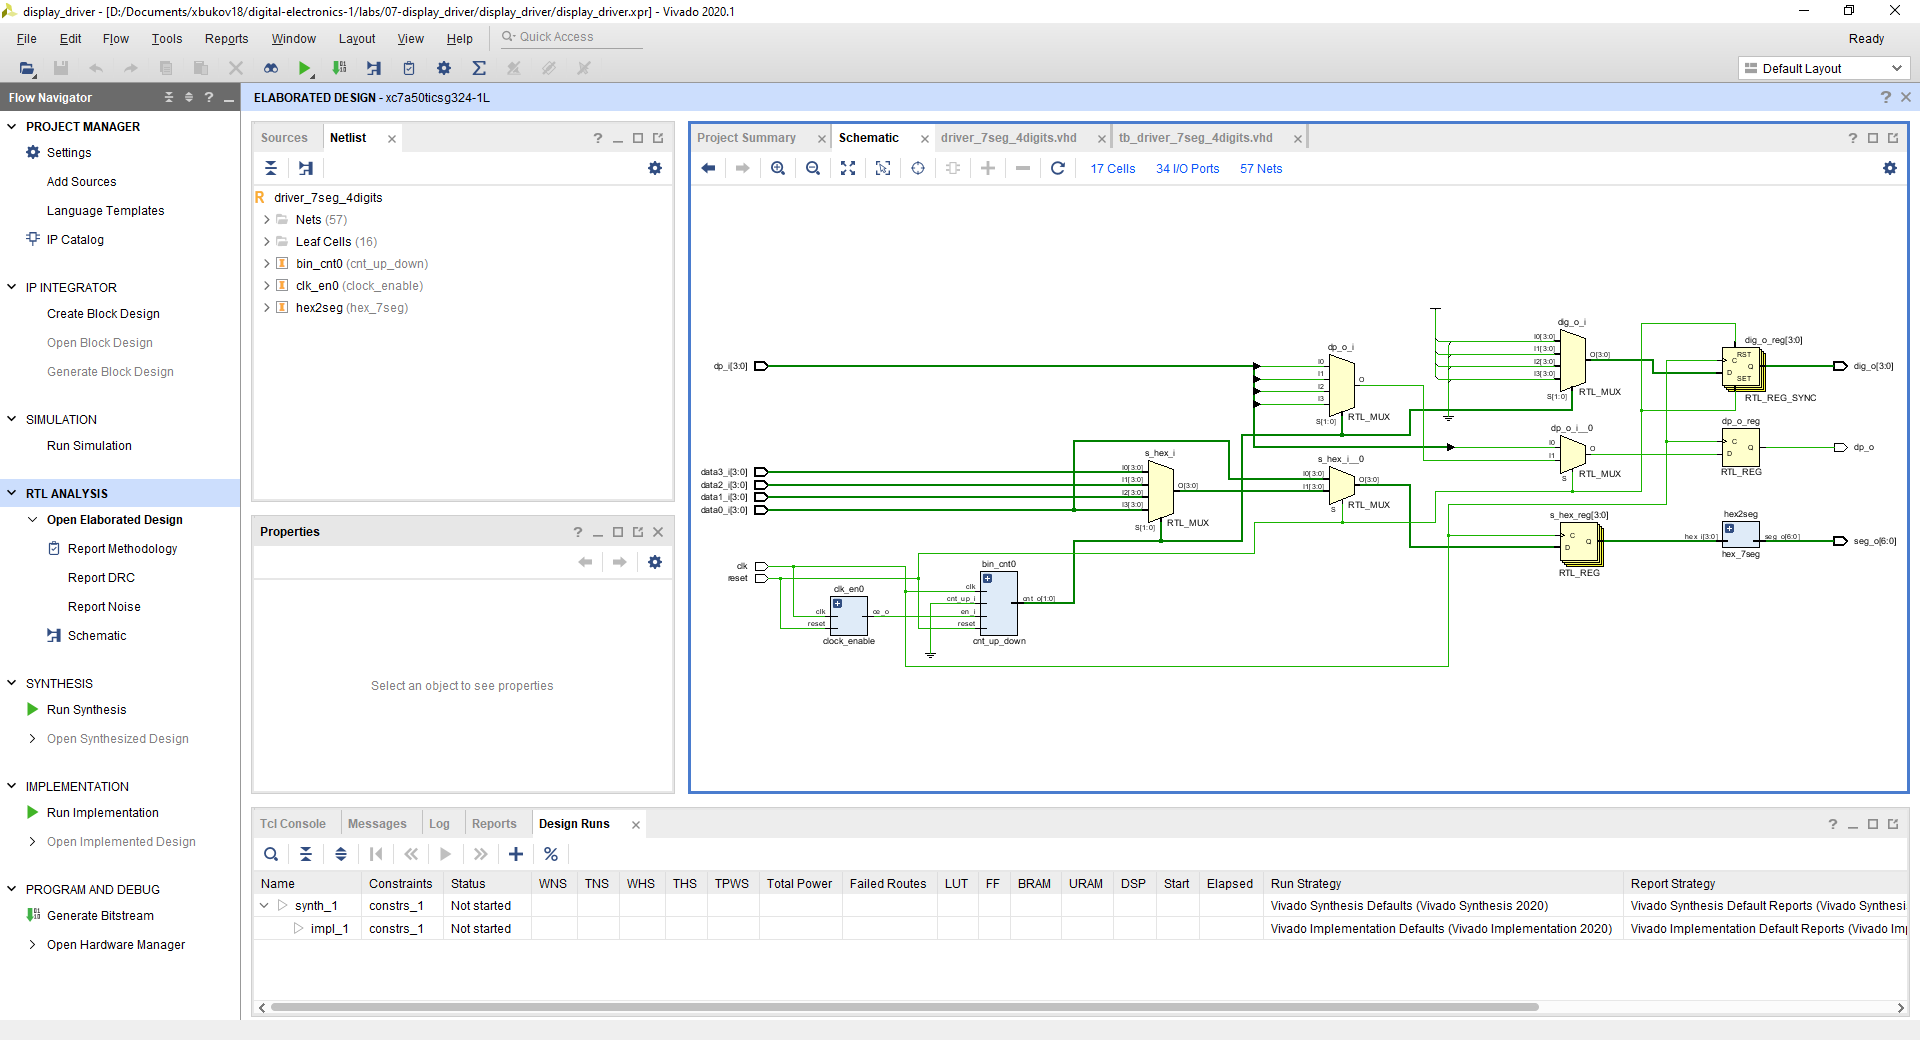 display_driver - [D:/Documents/xbukov18/digital-electronics-1/labs/07-display_driver/display_driver/display_driver.xpr] - Vivado 2020.1
File Edit Flow Tools Reports Window Layout View Help Quick Access Ready
Default Layout
Flow Navigator
PROJECT MANAGER
Settings
Add Sources
Language Templates
IP Catalog
IP INTEGRATOR
Create Block Design
Open Block Design
Generate Block Design
SIMULATION
Run Simulation
RTL ANALYSIS
Open Elaborated Design
Report Methodology
Report DRC
Report Noise
Schematic
SYNTHESIS
Run Synthesis
Open Synthesized Design
IMPLEMENTATION
Run Implementation
Open Implemented Design
PROGRAM AND DEBUG
Generate Bitstream
Open Hardware Manager
ELABORATED DESIGN - xc7a50ticsg324-1L
Sources Netlist
driver_7seg_4digits
Nets (57)
Leaf Cells (16)
bin_cnt0 (cnt_up_down)
clk_en0 (clock_enable)
hex2seg (hex_7seg)
Properties
Select an object to see properties
Project Summary Schematic driver_7seg_4digits.vhd tb_driver_7seg_4digits.vhd
17 Cells 34 I/O Ports 57 Nets
dp_i[3:0]
data3_i[3:0]
data2_i[3:0]
data1_i[3:0]
data0_i[3:0]
clk
reset
clk_en0
clk
reset
ce_o
clock_enable
bin_cnt0
clk
cnt_up_i
en_i
reset
cnt_o[1:0]
cnt_up_down
s_hex_i
I0[3:0]
I1[3:0]
I2[3:0]
I3[3:0]
S[1:0]
O[3:0]
RTL_MUX
dp_o_i
I0
I1
I2
I3
S[1:0]
O
RTL_MUX
s_hex_i__0
I0[3:0]
I1[3:0]
S
O[3:0]
RTL_MUX
dig_o_i
I0[3:0]
I1[3:0]
I2[3:0]
I3[3:0]
S[1:0]
O[3:0]
RTL_MUX
dp_o_i__0
I0
I1
S
O
RTL_MUX
s_hex_reg[3:0]
C
D
Q
RTL_REG
dig_o_reg[3:0]
RST
C
D
Q
SET
RTL_REG_SYNC
dp_o_reg
C
D
Q
RTL_REG
hex2seg
hex_i[3:0]
seg_o[6:0]
hex_7seg
dig_o[3:0]
dp_o
seg_o[6:0]
Tcl Console Messages Log Reports Design Runs
Name Constraints Status WNS TNS WHS THS TPWS Total Power Failed Routes LUT FF BRAM URAM DSP Start Elapsed Run Strategy Report Strategy
synth_1 constrs_1 Not started Vivado Synthesis Defaults (Vivado Synthesis 2020) Vivado Synthesis Default Reports (Vivado Synthesi
impl_1 constrs_1 Not started Vivado Implementation Defaults (Vivado Implementation 2020) Vivado Implementation Default Reports (Vivado Im